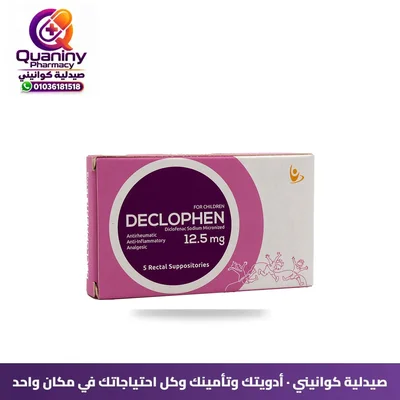 Quaniny
Pharmacy
صيدلية كوانيني
01036181518
FOR CHILDREN
DECLOPHEN
Diclofenac Sodium Micronized
Antirheumatic
Anti-Inflammatory
Analgesic
12.5 mg
5 Rectal Suppositories
صيدلية كوانيني · أدويتك وتأمينك وكل احتياجاتك في مكان واحد